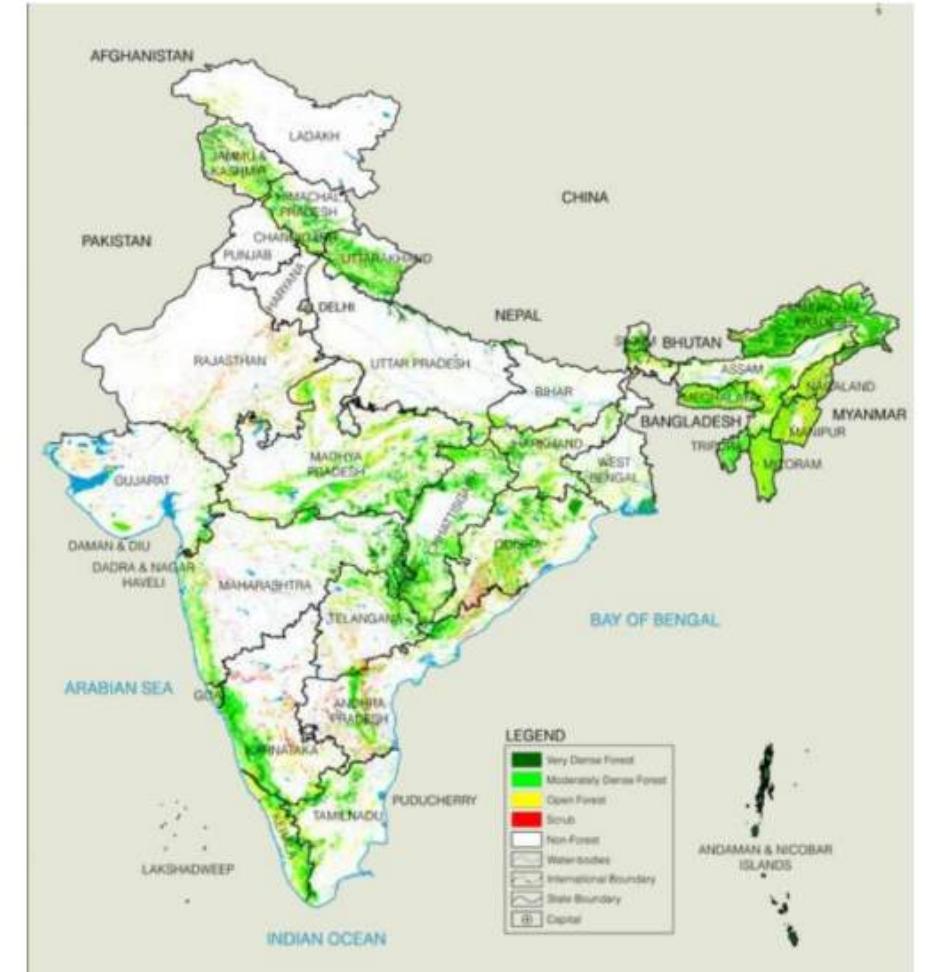 AFGHANISTAN
LADAKH
JAMMU &
KASHMIR
HIMACHAL
PRADESH
CHINA
PAKISTAN
CHANDIGARH
PUNJAB
UTTARAKHAND
HARYANA
DELHI
NEPAL
SIKKIM
BHUTAN
ARUNACHAL
PRADESH
RAJASTHAN
UTTAR PRADESH
ASSAM
NAGALAND
BIHAR
MEGHALAYA
BANGLADESH
MYANMAR
MANIPUR
JHARKHAND
TRIPURA
MIZORAM
MADHYA
PRADESH
WEST
BENGAL
GUJARAT
CHHATTISGARH
ODISHA
DAMAN & DIU
DADRA & NAGAR
HAVELI
MAHARASHTRA
TELANGANA
BAY OF BENGAL
ARABIAN SEA
GOA
ANDHRA
PRADESH
KARNATAKA
PUDUCHERRY
TAMILNADU
KERALA
LAKSHADWEEP
INDIAN OCEAN
ANDAMAN & NICOBAR
ISLANDS
LEGEND
Very Dense Forest
Moderately Dense Forest
Open Forest
Scrub
Non-Forest
Water-bodies
International Boundary
State Boundary
Capital